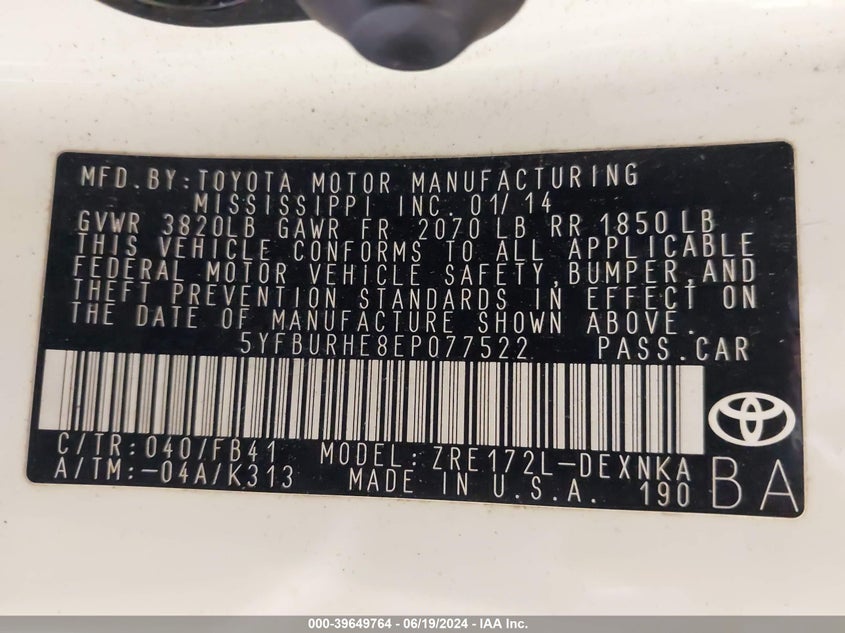 MFD.BY:TOYOTA MOTOR MANUFACTURING
MISSISSIPPI INC. 01/14
GVWR 3820LB GAWR FR 2070 LB RR 1850 LB
THIS VEHICLE CONFORMS TO ALL APPLICABLE
FEDERAL MOTOR VEHICLE SAFETY,BUMPER,AND
THEFT PREVENTION STANDARDS IN EFFECT ON
THE DATE OF MANUFACTURE SHOWN ABOVE.
5YFBURHE8EP077522 PASS.CAR
C/TR:040/FB41 MODEL:ZRE172L-DEXNKA
A/TM:-04A/K313 MADE IN U.S.A. 190 BA
000-39649764 - 06/19/2024 - IAA Inc.